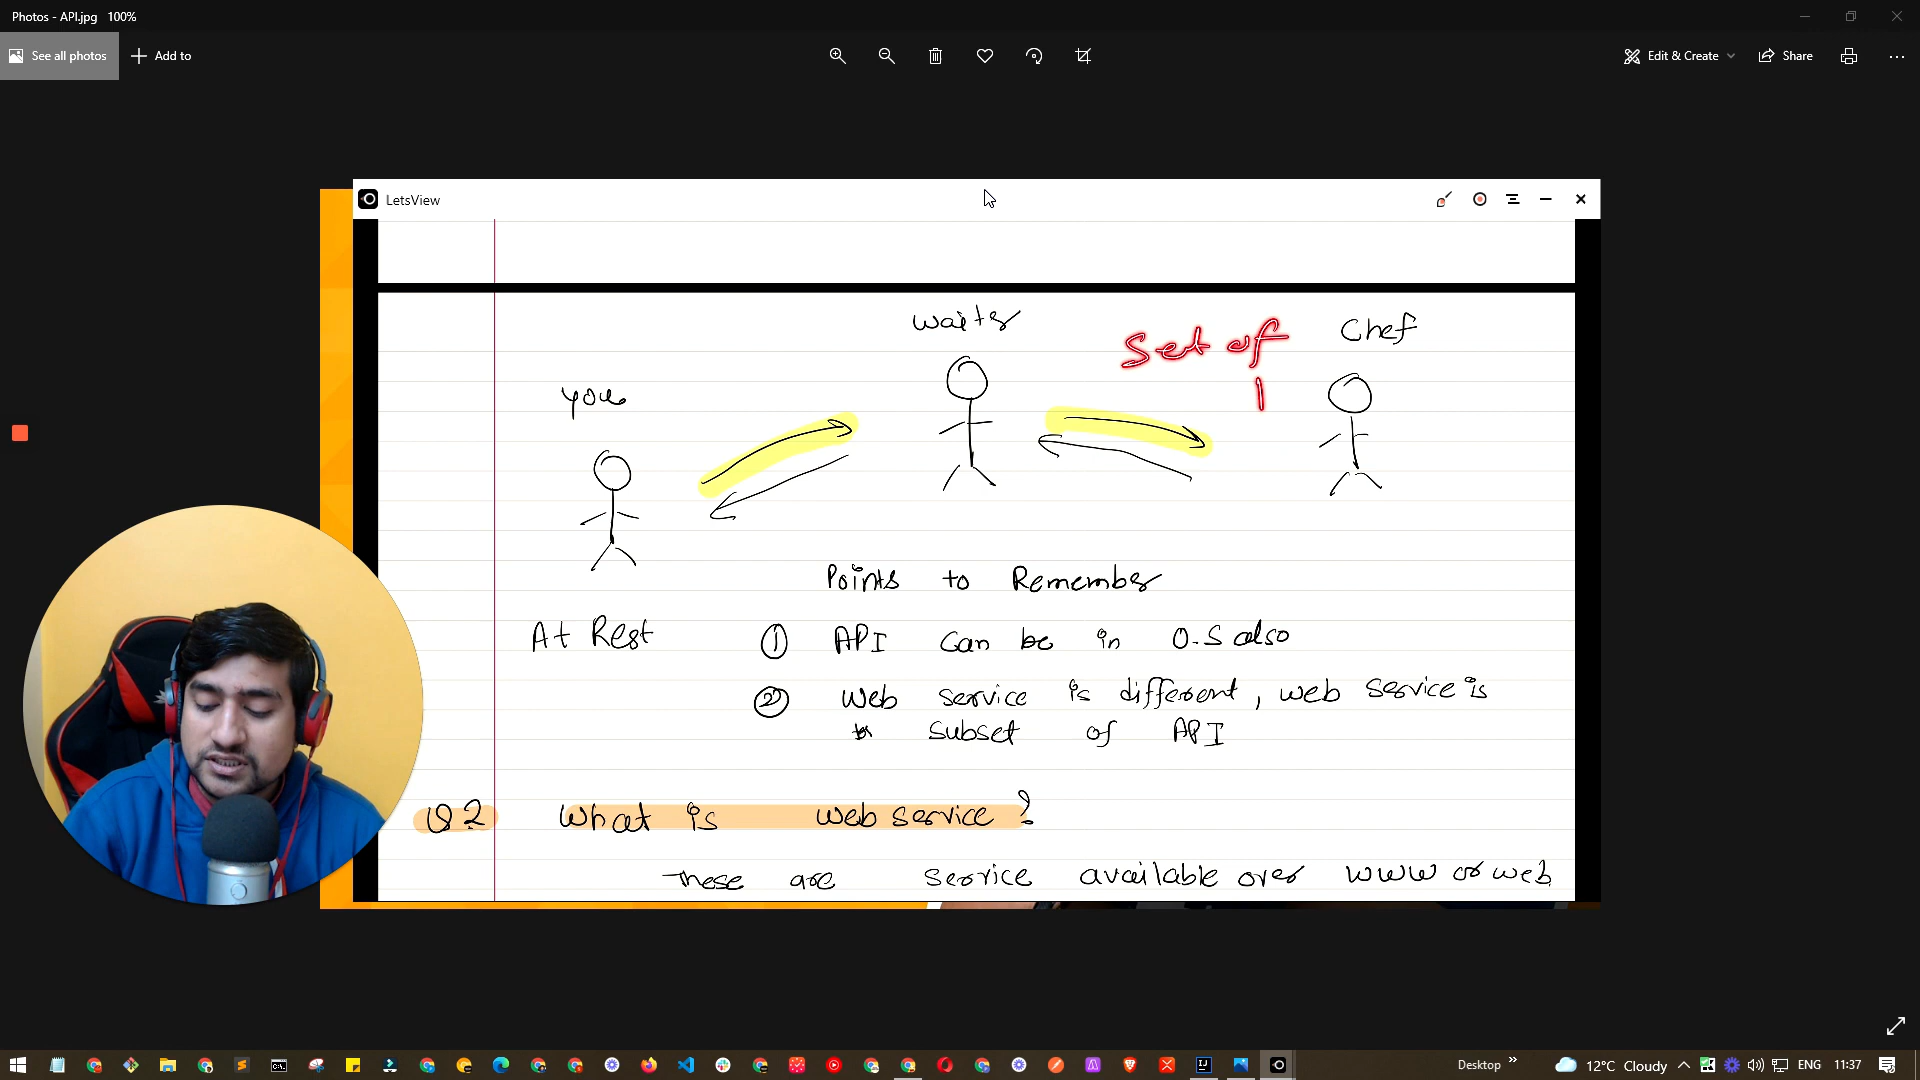 Photos - API.jpg 100%
See all photos
Add to
Edit & Create
Share
LetsView
waiter
Set of
Chef
you
Points to Remember
At Rest
① API can be in O.S also
② Web service is different, web service is
subset of API
Q2 What is web service?
These are service available over www or web
Desktop
12°C Cloudy
ENG
11:37